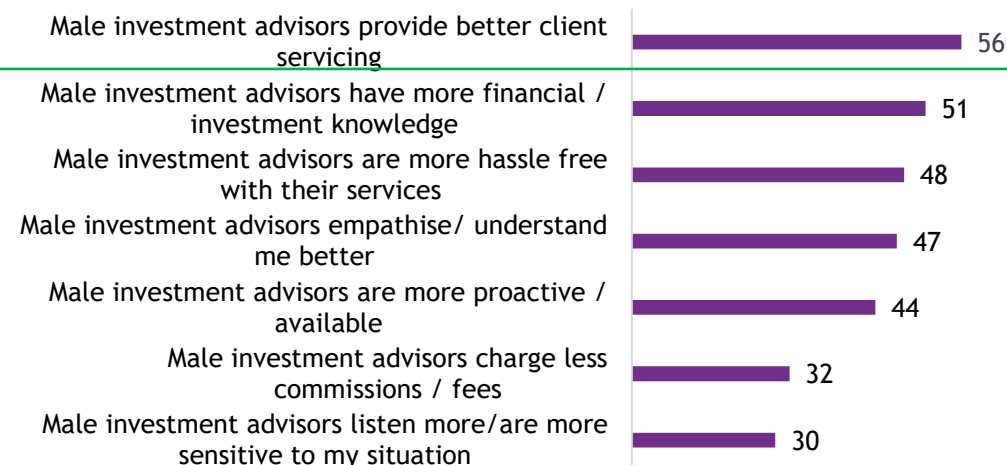 Male investment advisors provide better client
servicing
56
Male investment advisors have more financial /
investment knowledge
51
Male investment advisors are more hassle free
with their services
48
Male investment advisors empathise/ understand
me better
47
Male investment advisors are more proactive /
available
44
Male investment advisors charge less
commissions / fees
32
Male investment advisors listen more/are more
sensitive to my situation
30